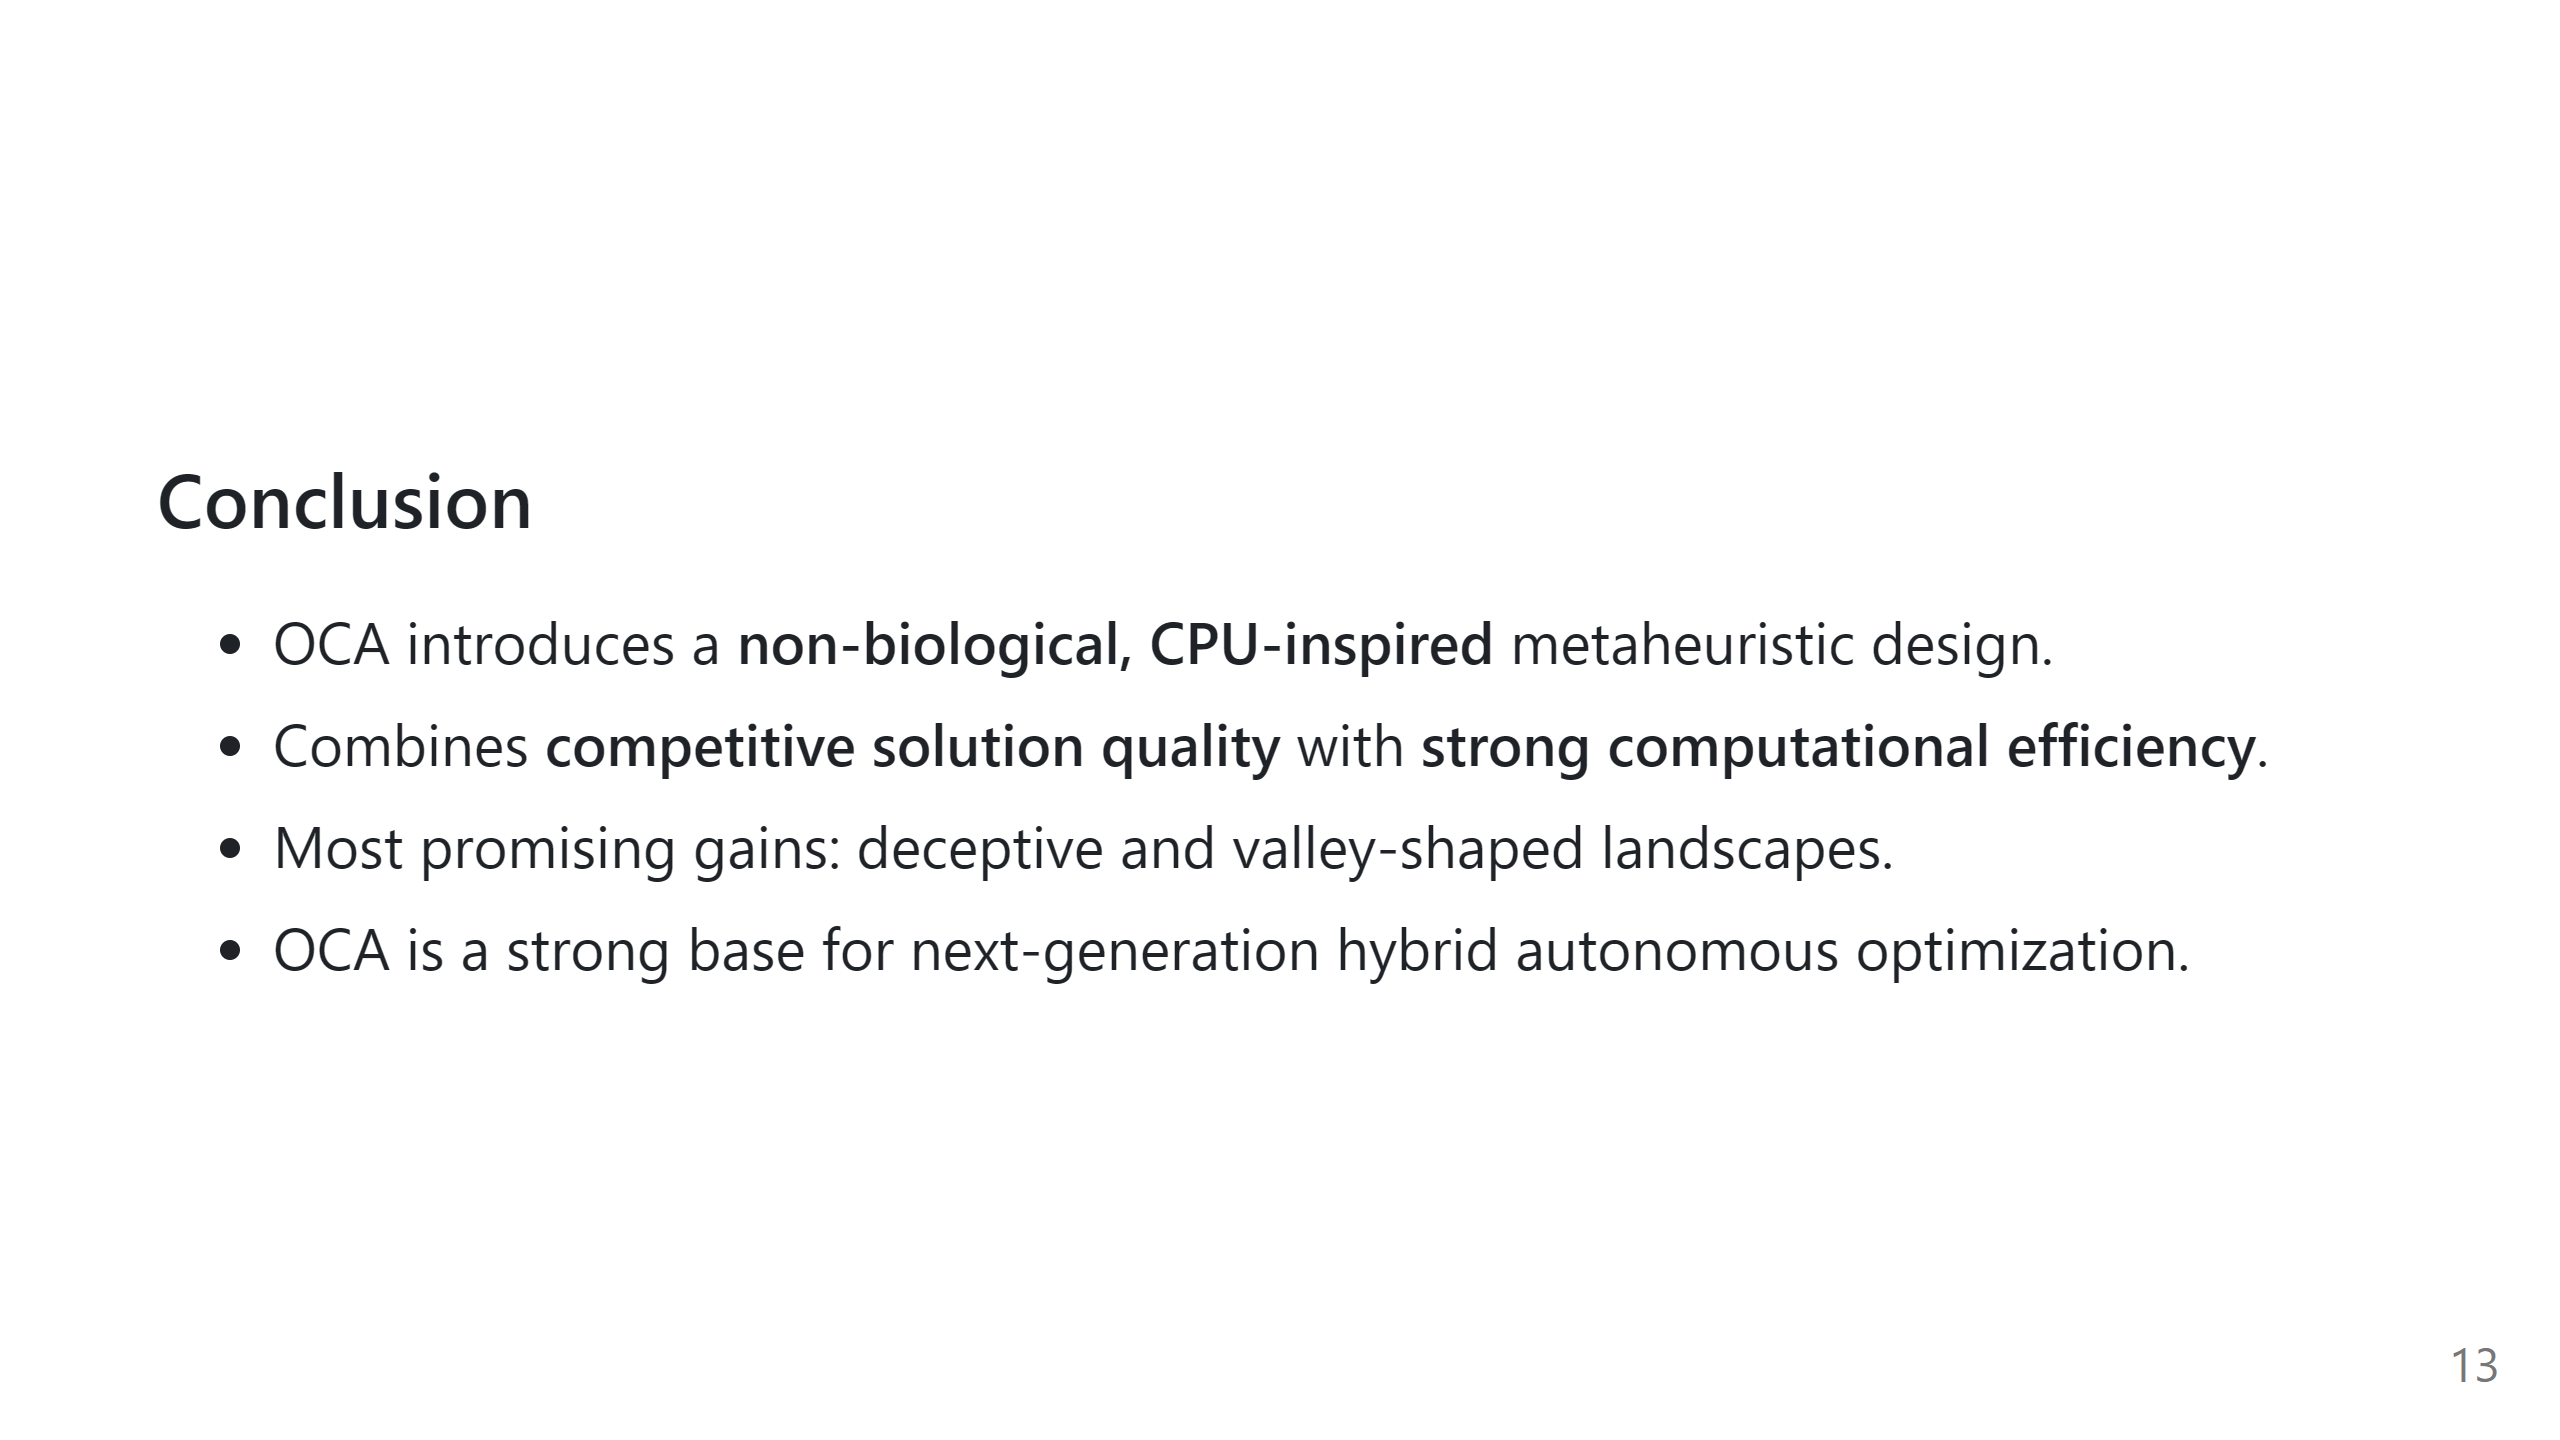 Conclusion
• OCA introduces a non-biological, CPU-inspired metaheuristic design.
• Combines competitive solution quality with strong computational efficiency.
• Most promising gains: deceptive and valley-shaped landscapes.
• OCA is a strong base for next-generation hybrid autonomous optimization.
13